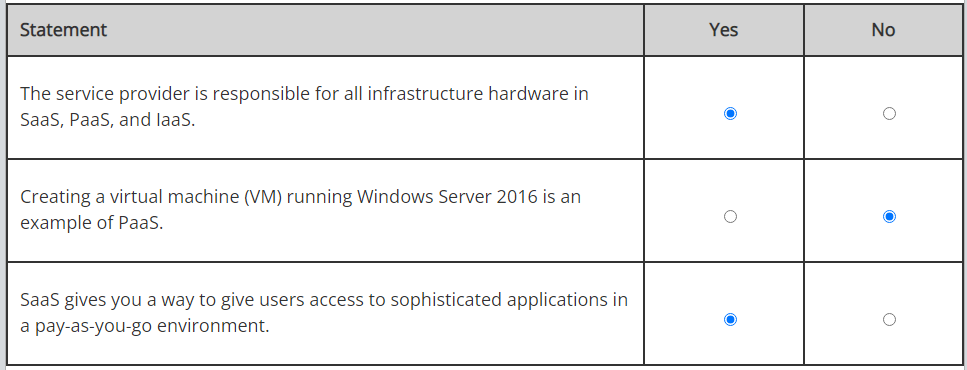 Statement
Yes
No
The service provider is responsible for all infrastructure hardware in
SaaS, PaaS, and IaaS.
Creating a virtual machine (VM) running Windows Server 2016 is an
example of PaaS.
SaaS gives you a way to give users access to sophisticated applications in
a pay-as-you-go environment.